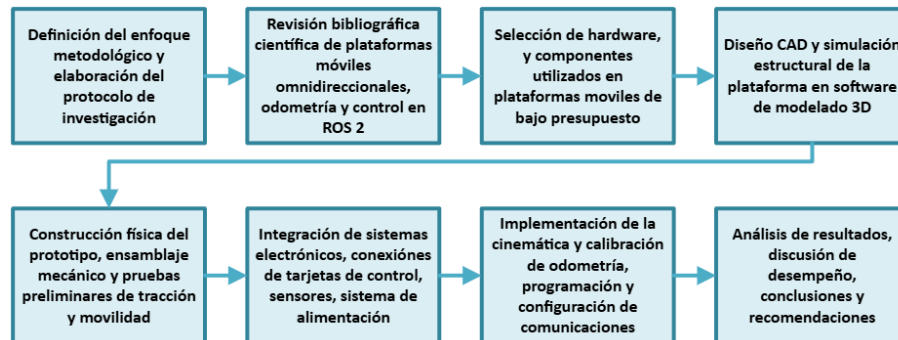 Definición del enfoque
metodológico y
elaboración del
protocolo de
investigación
Revisión bibliográfica
científica de plataformas
móviles
omnidireccionales,
odometría y control en
ROS 2
Selección de hardware,
y componentes
utilizados en
plataformas moviles de
bajo presupuesto
Diseño CAD y simulación
estructural de la
plataforma en software
de modelado 3D
Construcción física del
prototipo, ensamblaje
mecánico y pruebas
preliminares de tracción
y movilidad
Integración de sistemas
electrónicos, conexiónes
de tarjetas de control,
sensores, sistema de
alimentación
Implementación de la
cinemática y calibración
de odometría,
programación y
configuración de
comunicaciones
Análisis de resultados,
discusión de
desempeño,
conclusiones y
recomendaciones